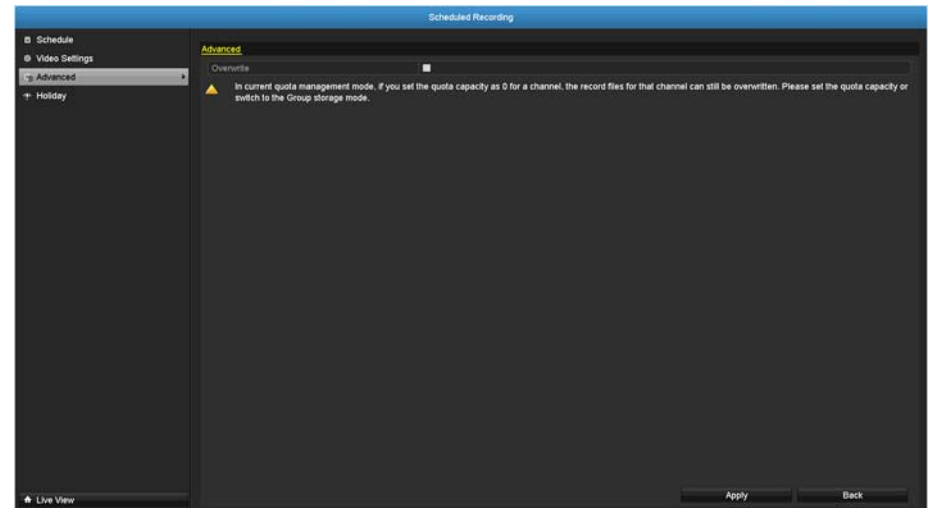 Scheduled Recording
Schedule
Video Settings
Advanced
Holiday
Advanced
Overwrite
In current quota management mode, if you set the quota capacity as 0 for a channel, the record files for that channel can still be overwritten. Please set the quota capacity or
switch to the Group storage mode.
Live View
Apply
Back